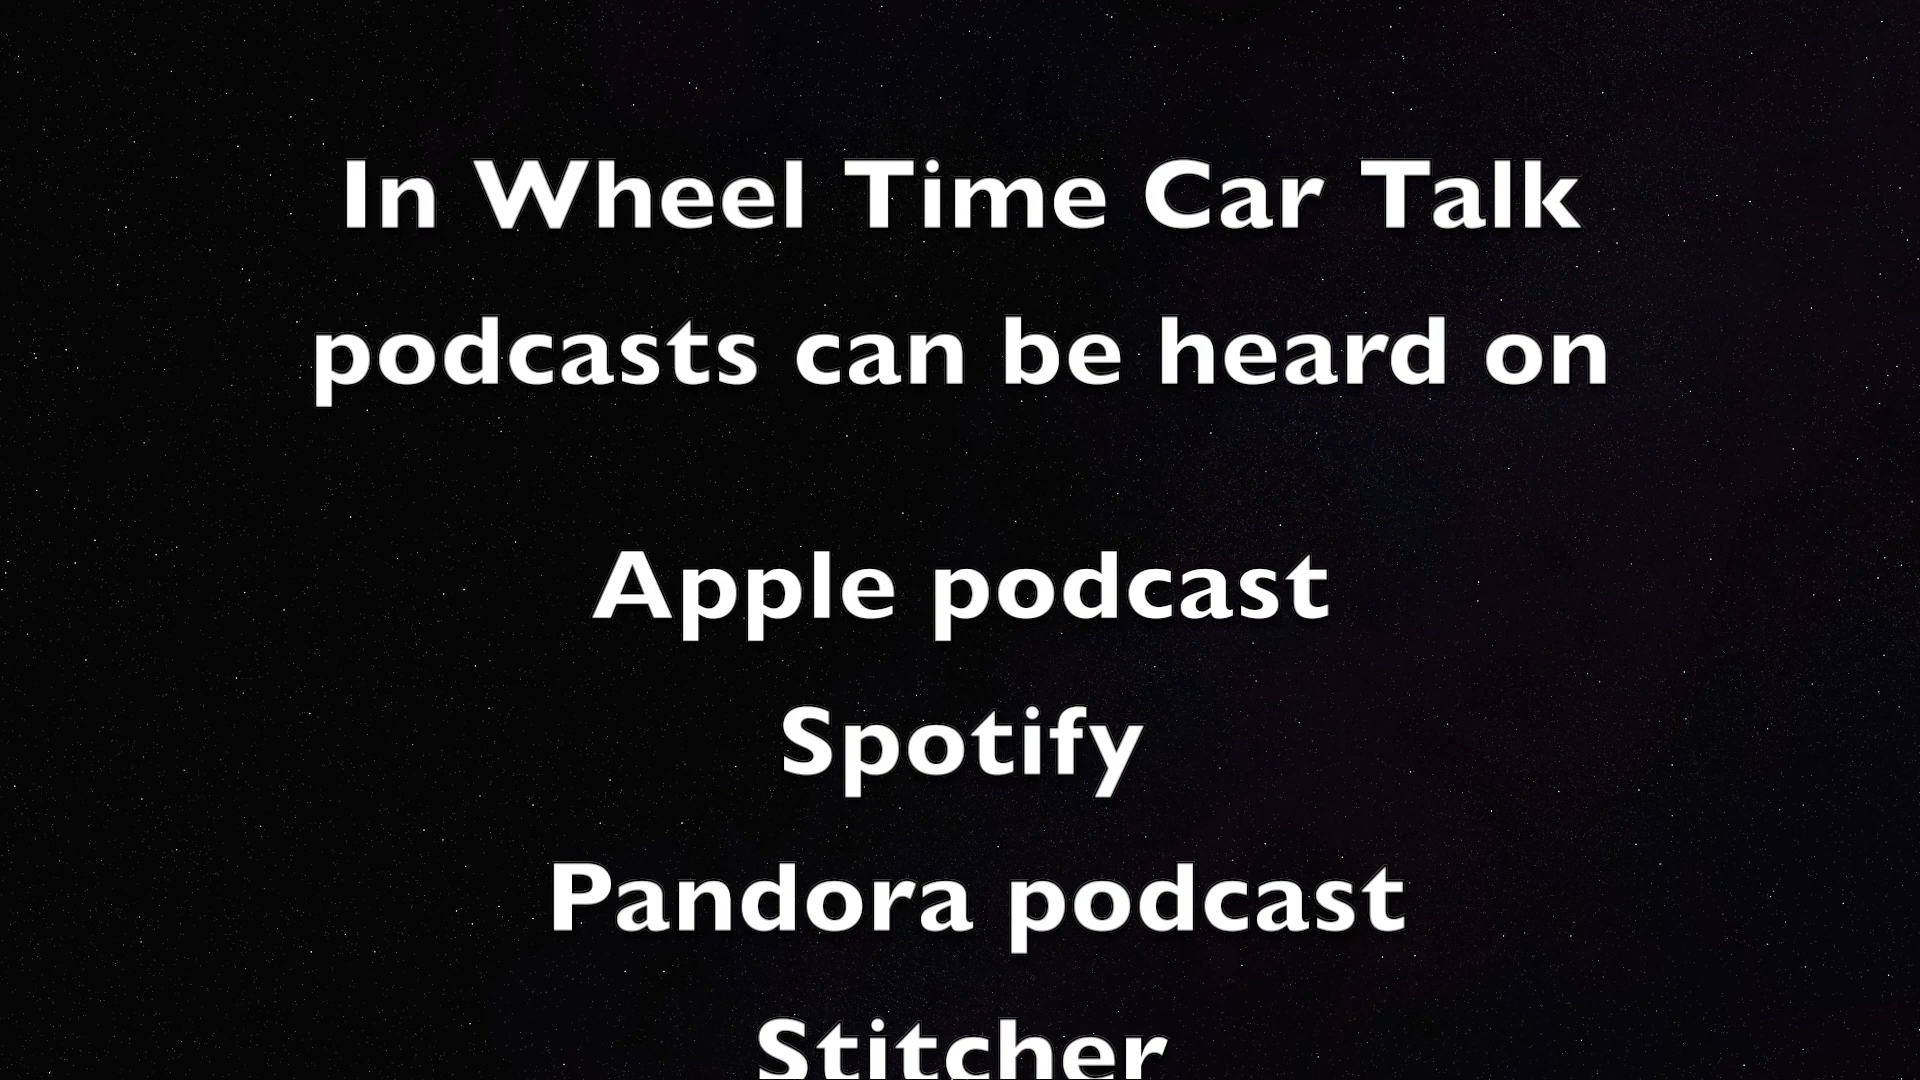 In Wheel Time Car Talk
podcasts can be heard on
Apple podcast
Spotify
Pandora podcast
Stitcher